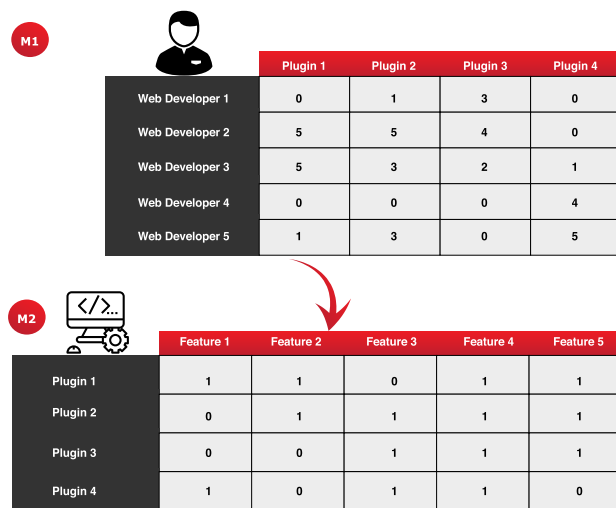 M1
Plugin 1 Plugin 2 Plugin 3 Plugin 4
Web Developer 1 0 1 3 0
Web Developer 2 5 5 4 0
Web Developer 3 5 3 2 1
Web Developer 4 0 0 0 4
Web Developer 5 1 3 0 5
M2
</>...
Feature 1 Feature 2 Feature 3 Feature 4 Feature 5
Plugin 1 1 1 0 1 1
Plugin 2 0 1 1 1 1
Plugin 3 0 0 1 1 1
Plugin 4 1 0 1 1 0